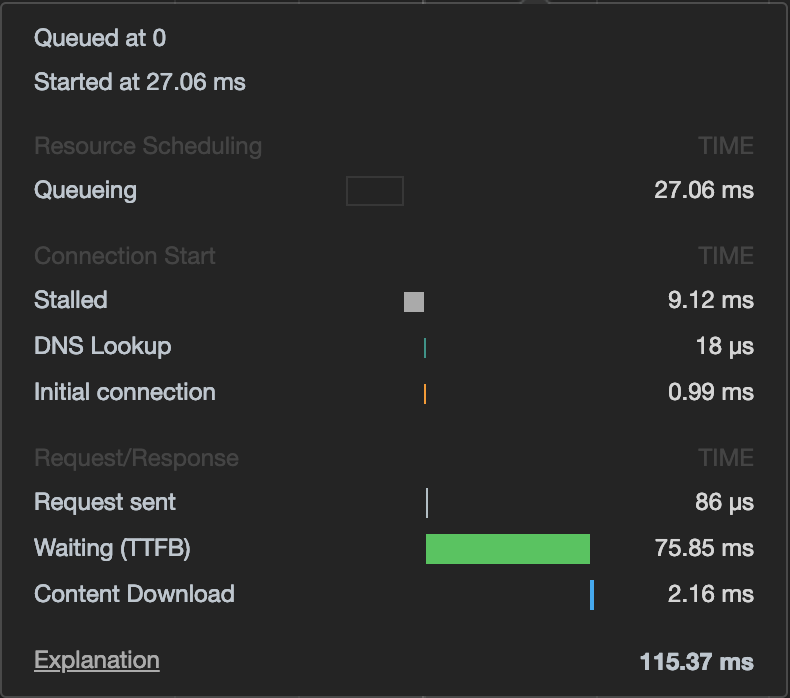 Queued at 0
Started at 27.06 ms
Resource Scheduling TIME
Queueing 27.06 ms
Connection Start TIME
Stalled 9.12 ms
DNS Lookup 18 µs
Initial connection 0.99 ms
Request/Response TIME
Request sent 86 µs
Waiting (TTFB) 75.85 ms
Content Download 2.16 ms
Explanation 115.37 ms